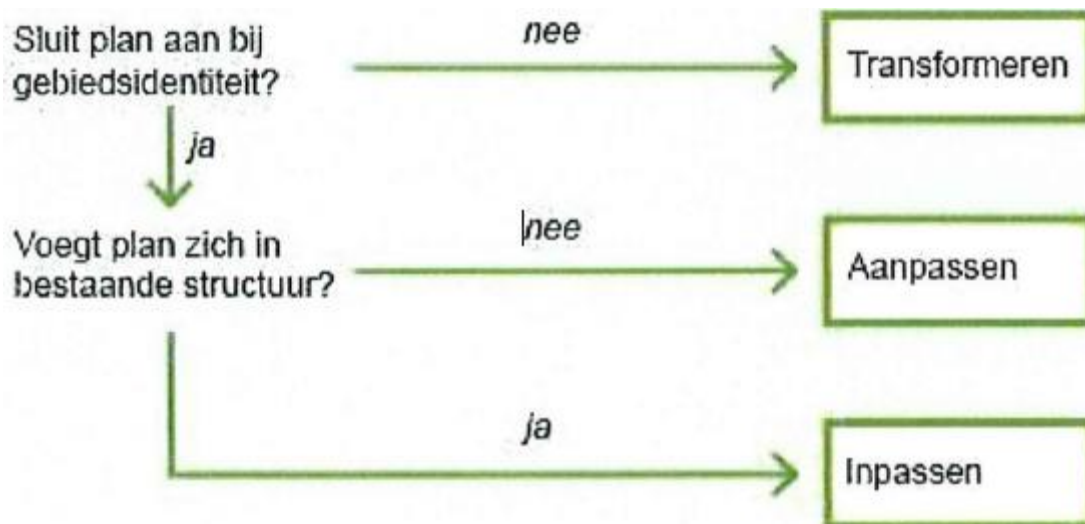 Sluit plan aan bij
gebiedsidentiteit?
nee
Transformeren
ja
Voegt plan zich in
bestaande structuur?
nee
Aanpassen
ja
Inpassen